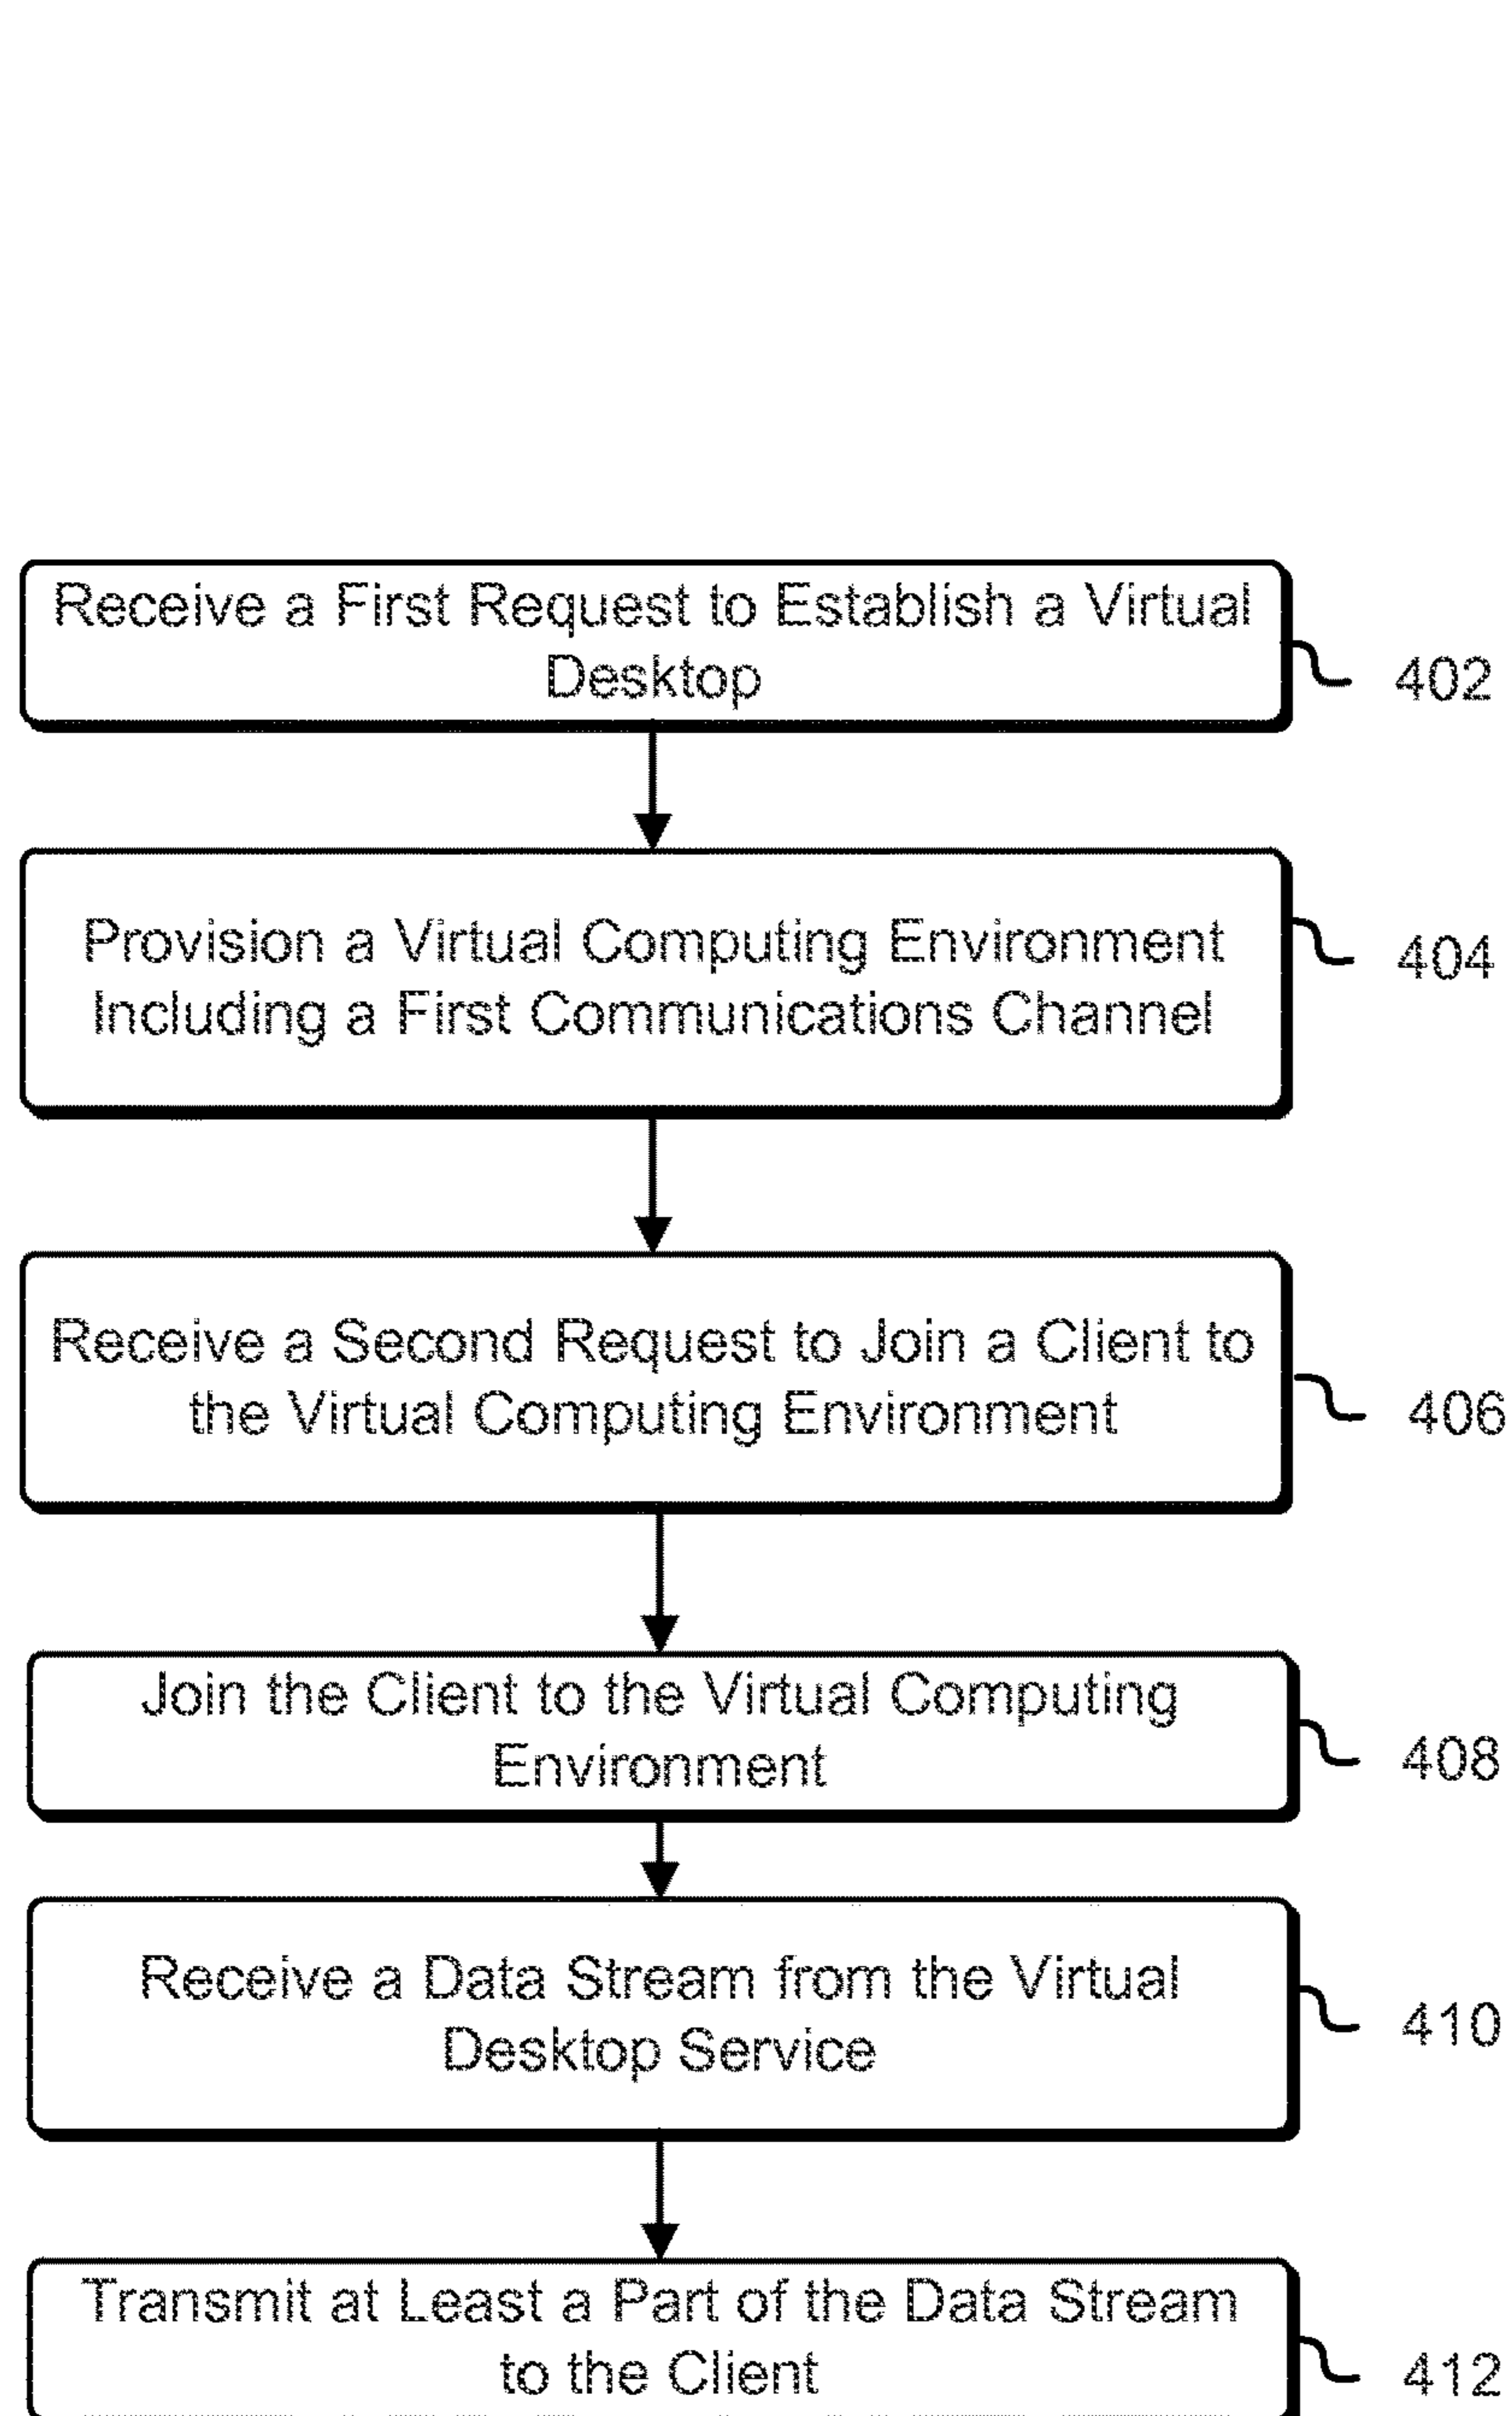 Receive a First Request to Establish a Virtual
Desktop
402
Provision a Virtual Computing Environment
Including a First Communications Channel
404
Receive a Second Request to Join a Client to
the Virtual Computing Environment
406
Join the Client to the Virtual Computing
Environment
408
Receive a Data Stream from the Virtual
Desktop Service
410
Transmit at Least a Part of the Data Stream
to the Client
412